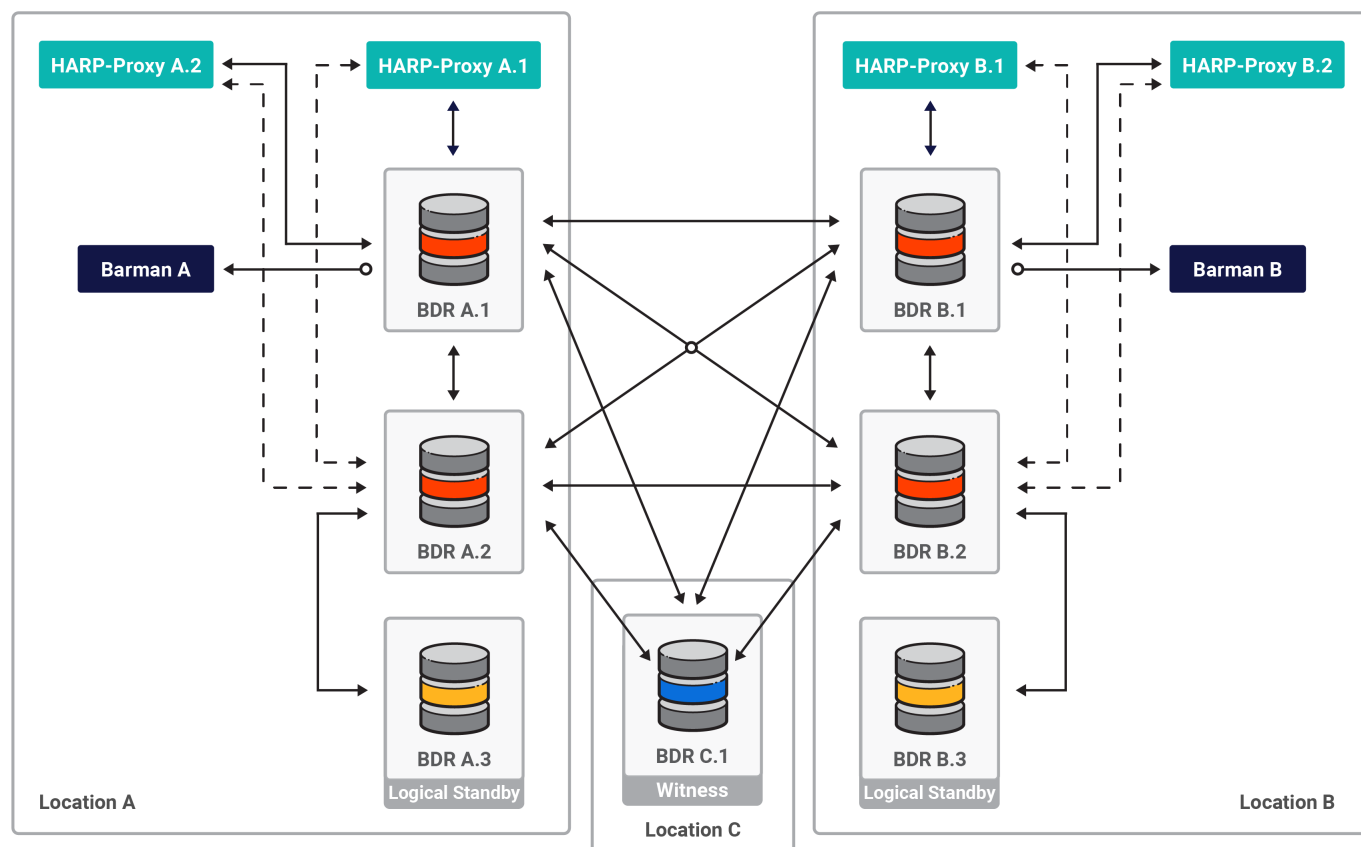 HARP-Proxy A.2
HARP-Proxy A.1
HARP-Proxy B.1
HARP-Proxy B.2
Barman A
BDR A.1
BDR B.1
Barman B
BDR A.2
BDR B.2
BDR A.3
Logical Standby
BDR C.1
Witness
BDR B.3
Logical Standby
Location A
Location C
Location B